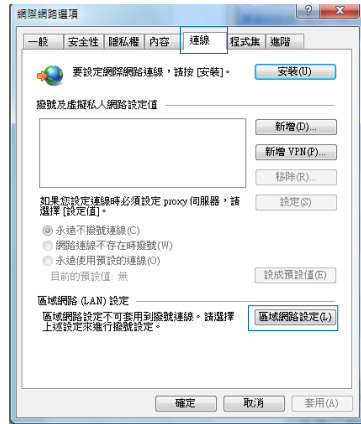 網際網路選項
一般 安全性 隱私權 內容 連線 程式集 進階
要設定網際網路連線，請按 [安裝]。 安裝(U)
撥號及虛擬私人網路設定值
新增(D)...
新增 VPN(P)...
移除(R)...
如果您設定連線時必須設定 proxy 伺服器，請
選擇 [設定值]。
設定(S)
永遠不撥號連線(C)
網路連線不存在時撥號(W)
永遠使用預設的連線(O)
目前的預設值: 無 設成預設值(E)
區域網路 (LAN) 設定
區域網路設定不可套用到撥號連線。請選擇
上述設定來進行撥號設定。
區域網路設定(L)
確定 取消 套用(A)